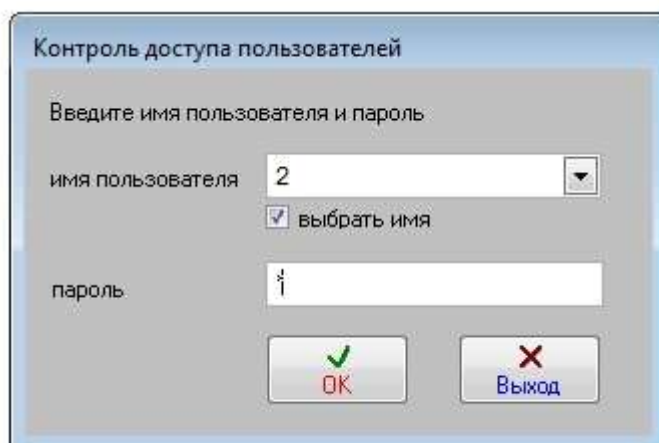 Контроль доступа пользователей
Введите имя пользователя и пароль
имя пользователя 2
выбрать имя
пароль *
OK Выход